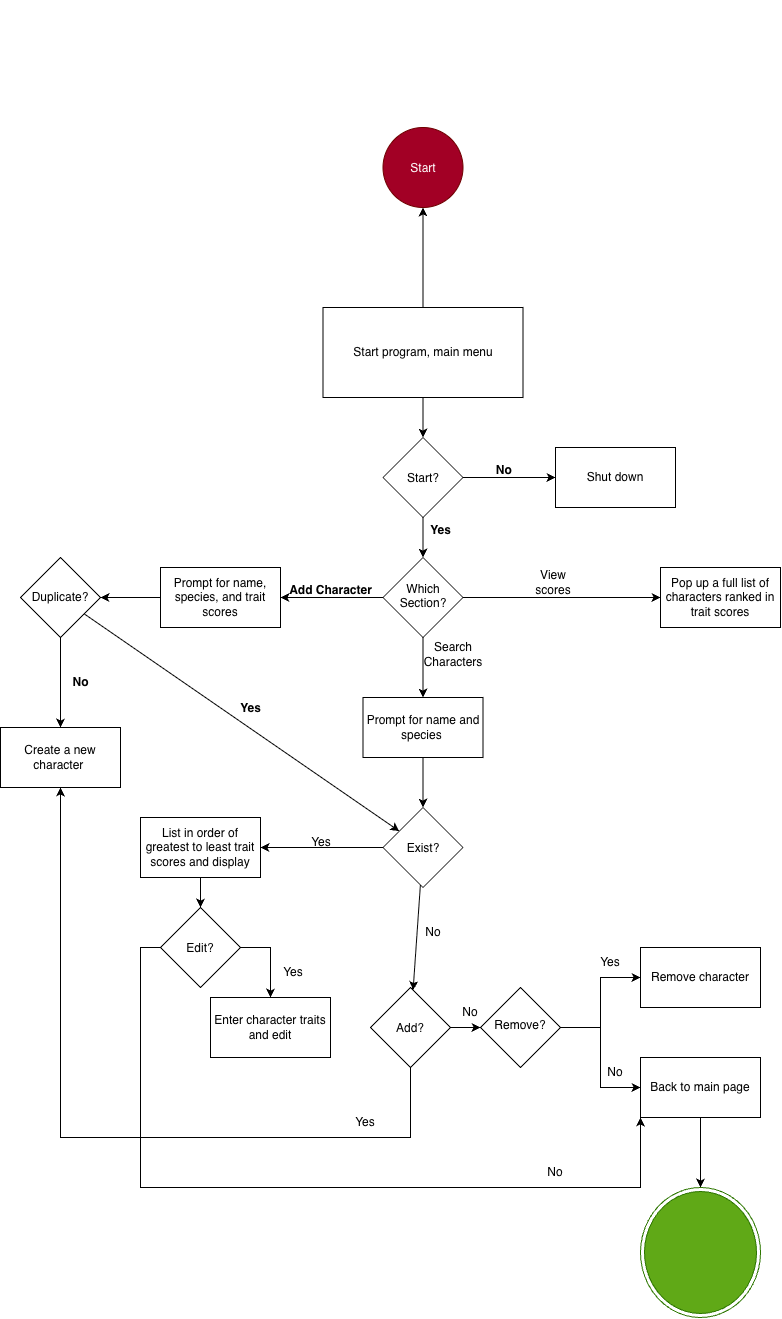 Start
Start program, main menu
Start?
No
Shut down
Yes
Duplicate?
Prompt for name,
species, and trait
scores
Add Character
Which
Section?
View
scores
Pop up a full list of
characters ranked in
trait scores
Search
Characters
No
Yes
Prompt for name and
species
Create a new
character
List in order of
greatest to least trait
scores and display
Yes
Exist?
No
Edit?
Yes
Enter character traits
and edit
Add?
No
Remove?
Yes
Remove character
No
Back to main page
Yes
No